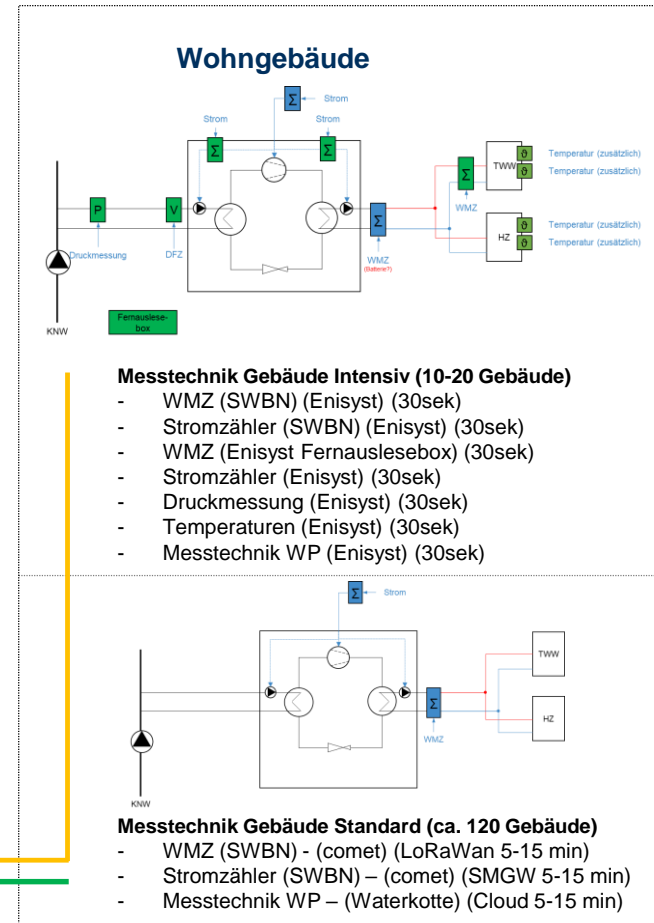 Wohngebäude
Σ Strom
Strom Strom
Σ Σ
P V Σ Σ TWW ϑ Temperatur (zusätzlich)
ϑ Temperatur (zusätzlich)
WMZ
HZ ϑ Temperatur (zusätzlich)
ϑ Temperatur (zusätzlich)
Druckmessung DFZ WMZ
(Batterie?)
KNW
Fernauslese-
box
Messtechnik Gebäude Intensiv (10-20 Gebäude)
- WMZ (SWBN) (Enisyst) (30sek)
- Stromzähler (SWBN) (Enisyst) (30sek)
- WMZ (Enisyst Fernauslesebox) (30sek)
- Stromzähler (Enisyst) (30sek)
- Druckmessung (Enisyst) (30sek)
- Temperaturen (Enisyst) (30sek)
- Messtechnik WP (Enisyst) (30sek)
Σ Strom
TWW
Σ
HZ
WMZ
KNW
Messtechnik Gebäude Standard (ca. 120 Gebäude)
- WMZ (SWBN) - (comet) (LoRaWan 5-15 min)
- Stromzähler (SWBN) – (comet) (SMGW 5-15 min)
- Messtechnik WP – (Waterkotte) (Cloud 5-15 min)